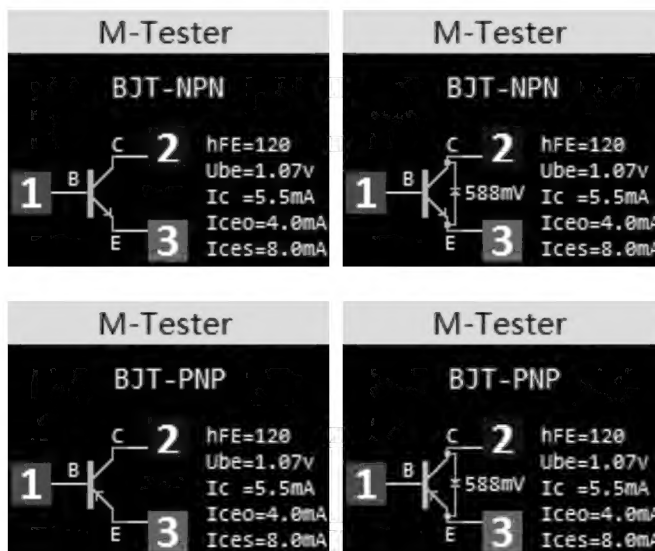 M-Tester
BJT-NPN
C 2 hFE=120
Ube=1.07v
1 B Ic =5.5mA
3 Iceo=4.0mA
E Ices=8.0mA
M-Tester
BJT-NPN
C 2 hFE=120
Ube=1.07v
1 B 588mV Ic =5.5mA
3 Iceo=4.0mA
E Ices=8.0mA
M-Tester
BJT-PNP
C 2 hFE=120
Ube=1.07v
1 B Ic =5.5mA
3 Iceo=4.0mA
E Ices=8.0mA
M-Tester
BJT-PNP
C 2 hFE=120
Ube=1.07v
1 B 588mV Ic =5.5mA
3 Iceo=4.0mA
E Ices=8.0mA